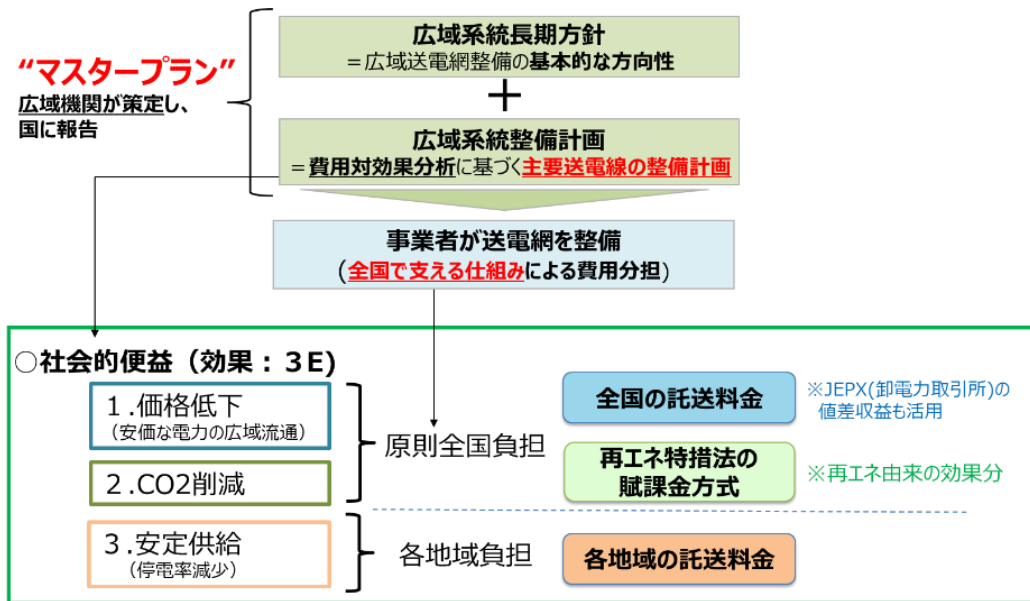 広域系統長期方針
＝広域送電網整備の基本的な方向性
“マスタープラン”
広域機関が策定し、
国に報告
＋
広域系統整備計画
＝費用対効果分析に基づく主要送電線の整備計画
事業者が送電網を整備
(全国で支える仕組みによる費用分担)
○社会的便益（効果：３E)
１.価格低下
（安価な電力の広域流通）
２.CO2削減
原則全国負担
全国の託送料金
※JEPX(卸電力取引所)の
値差収益も活用
再エネ特措法の
賦課金方式
※再エネ由来の効果分
３.安定供給
（停電率減少）
各地域負担
各地域の託送料金